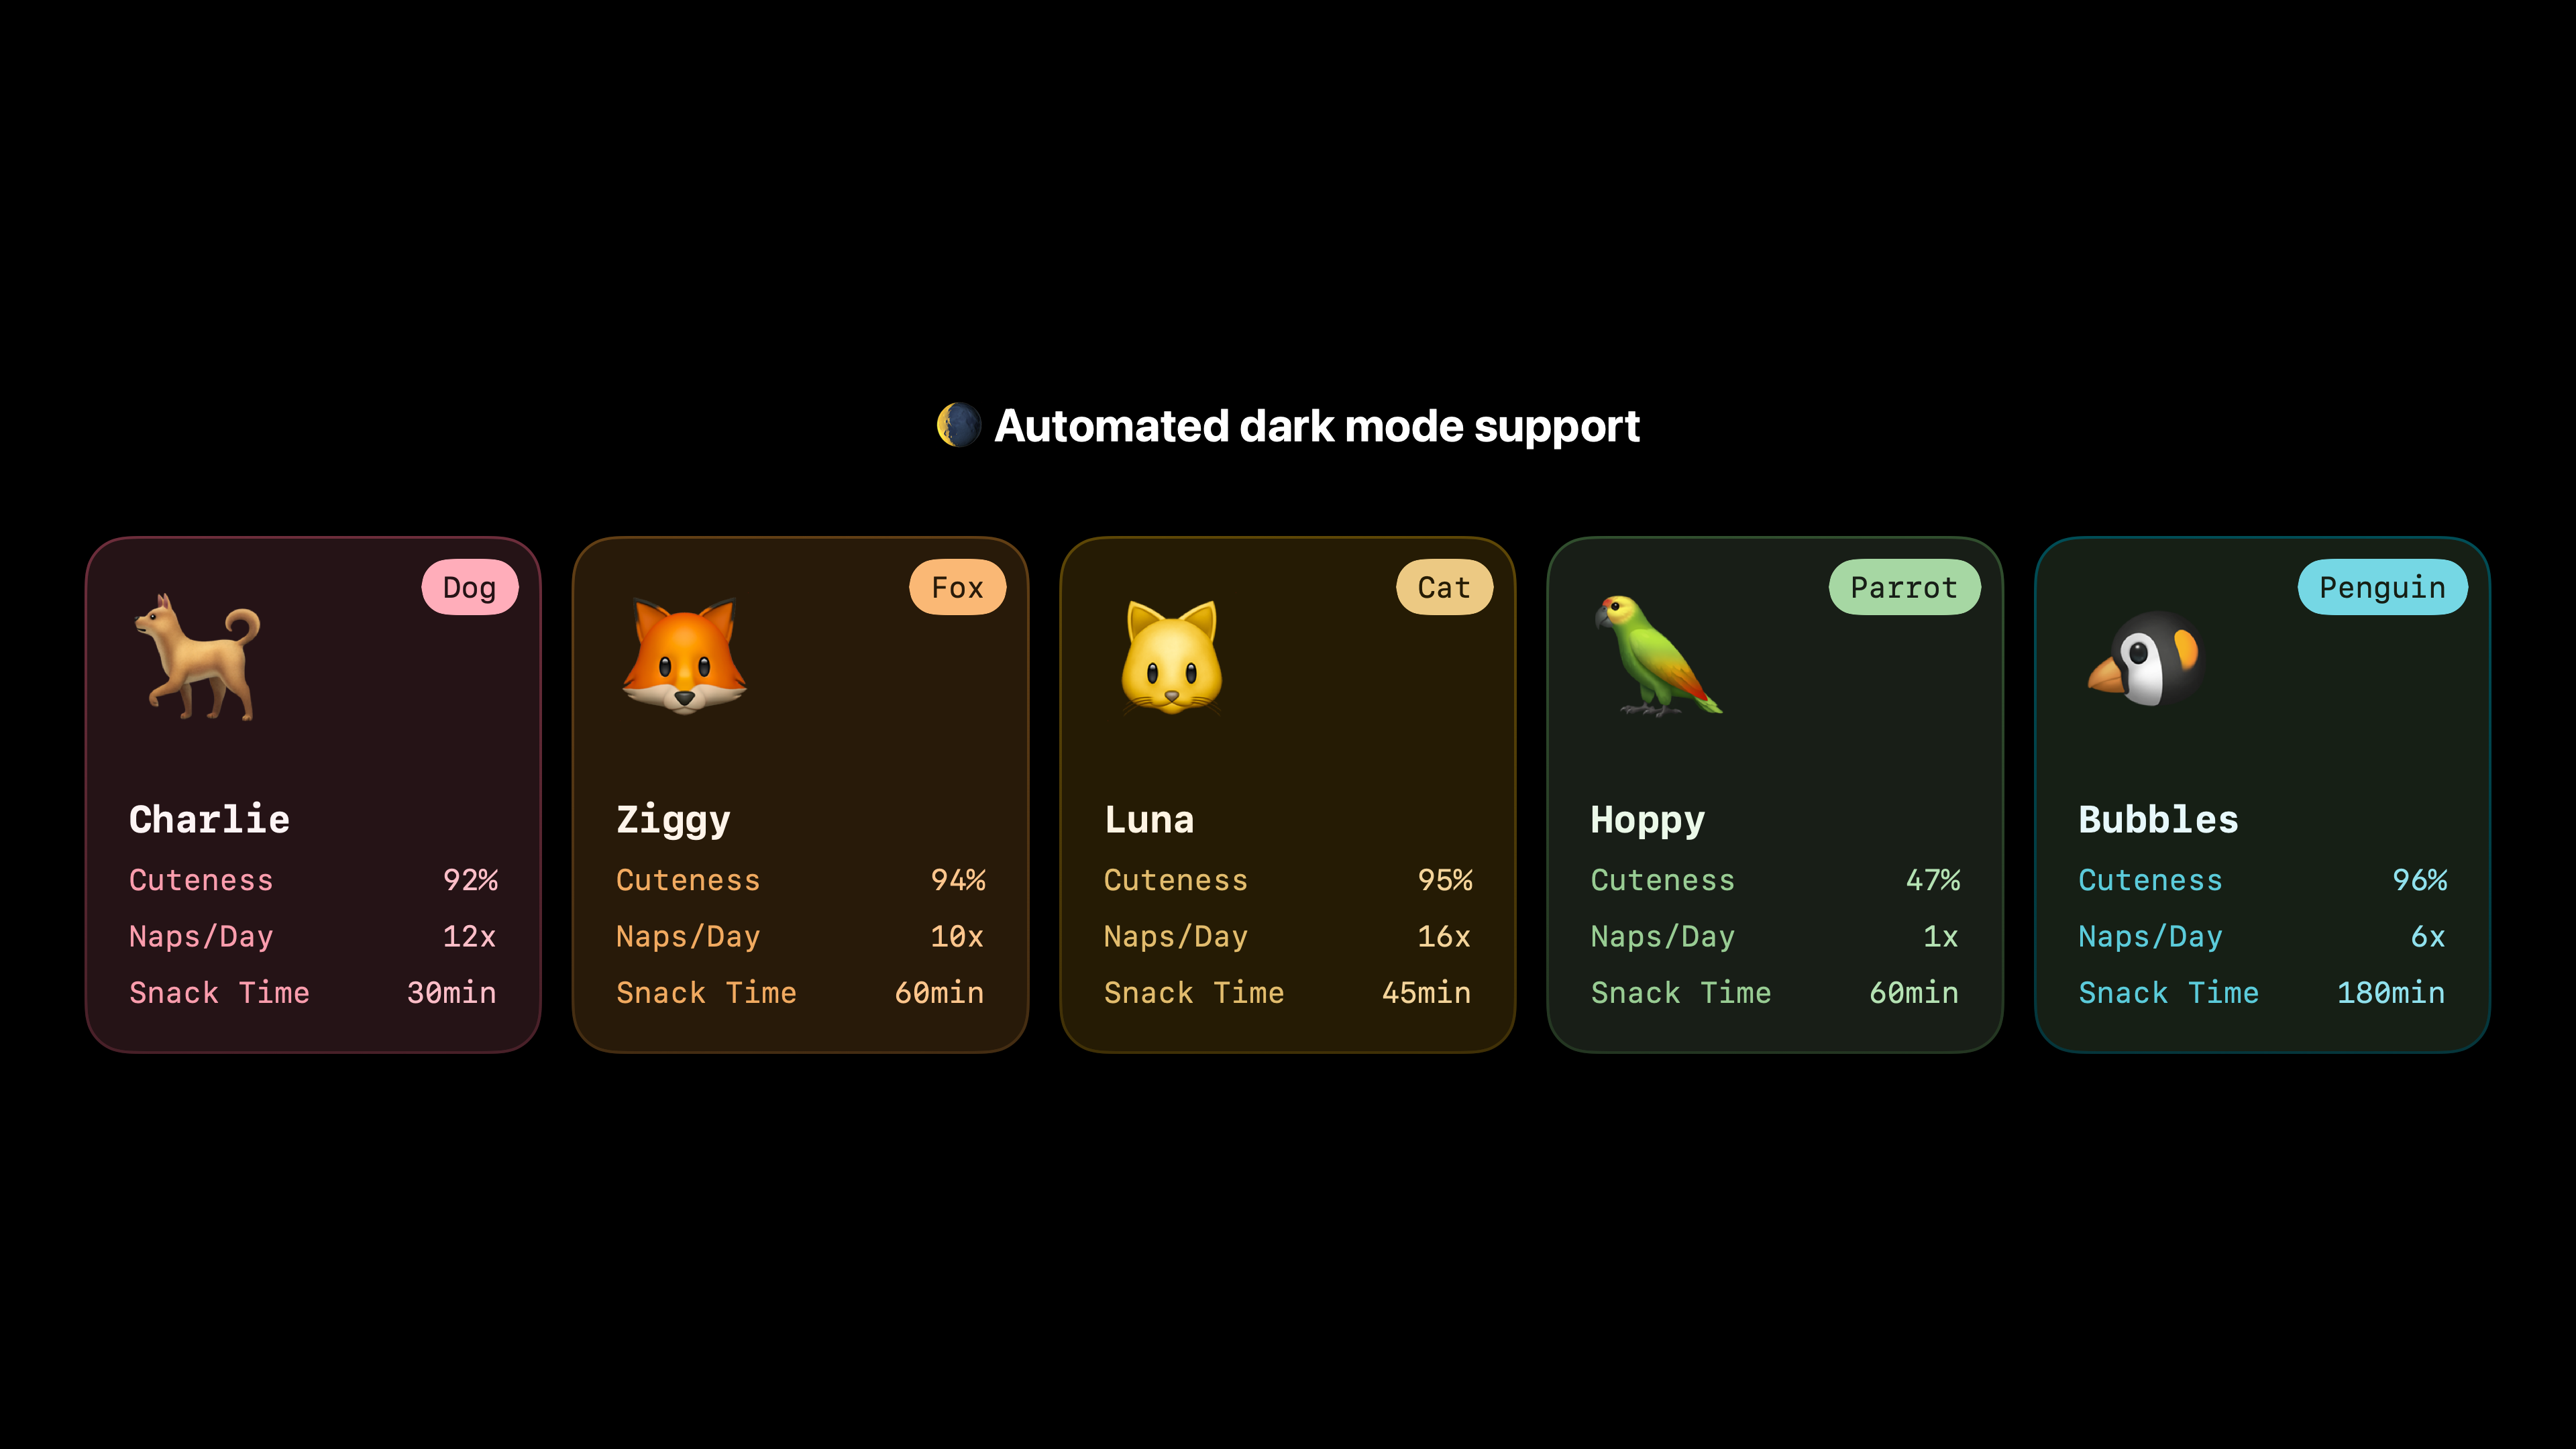 🌘 Automated dark mode support
Dog
Charlie
Cuteness 92%
Naps/Day 12x
Snack Time 30min
Fox
Ziggy
Cuteness 94%
Naps/Day 10x
Snack Time 60min
Cat
Luna
Cuteness 95%
Naps/Day 16x
Snack Time 45min
Parrot
Hoppy
Cuteness 47%
Naps/Day 1x
Snack Time 60min
Penguin
Bubbles
Cuteness 96%
Naps/Day 6x
Snack Time 180min